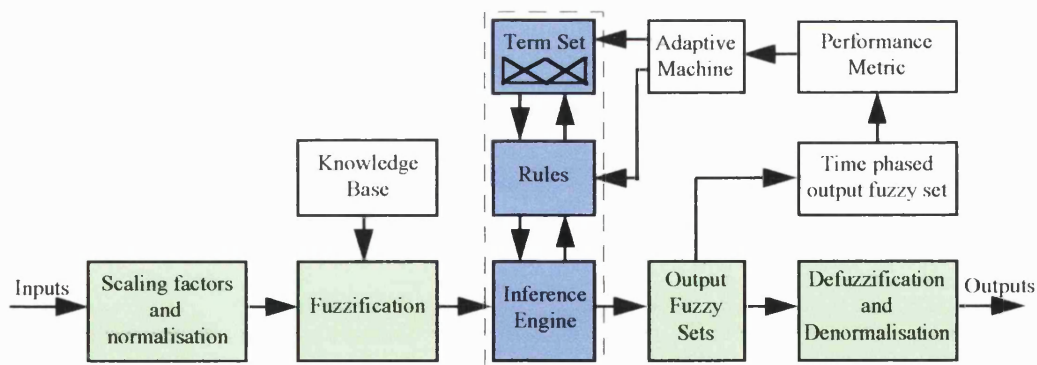 Term Set
Adaptive
Machine
Performance
Metric
Knowledge
Base
Rules
Time phased
output fuzzy set
Inputs
Scaling factors
and
normalisation
Fuzzification
Inference
Engine
Output
Fuzzy
Sets
Defuzzification
and
Denormalisation
Outputs